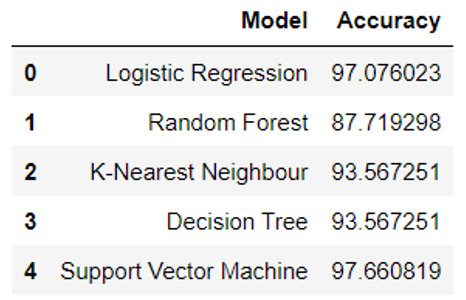 Model Accuracy
0 Logistic Regression 97.076023
1 Random Forest 87.719298
2 K-Nearest Neighbour 93.567251
3 Decision Tree 93.567251
4 Support Vector Machine 97.660819